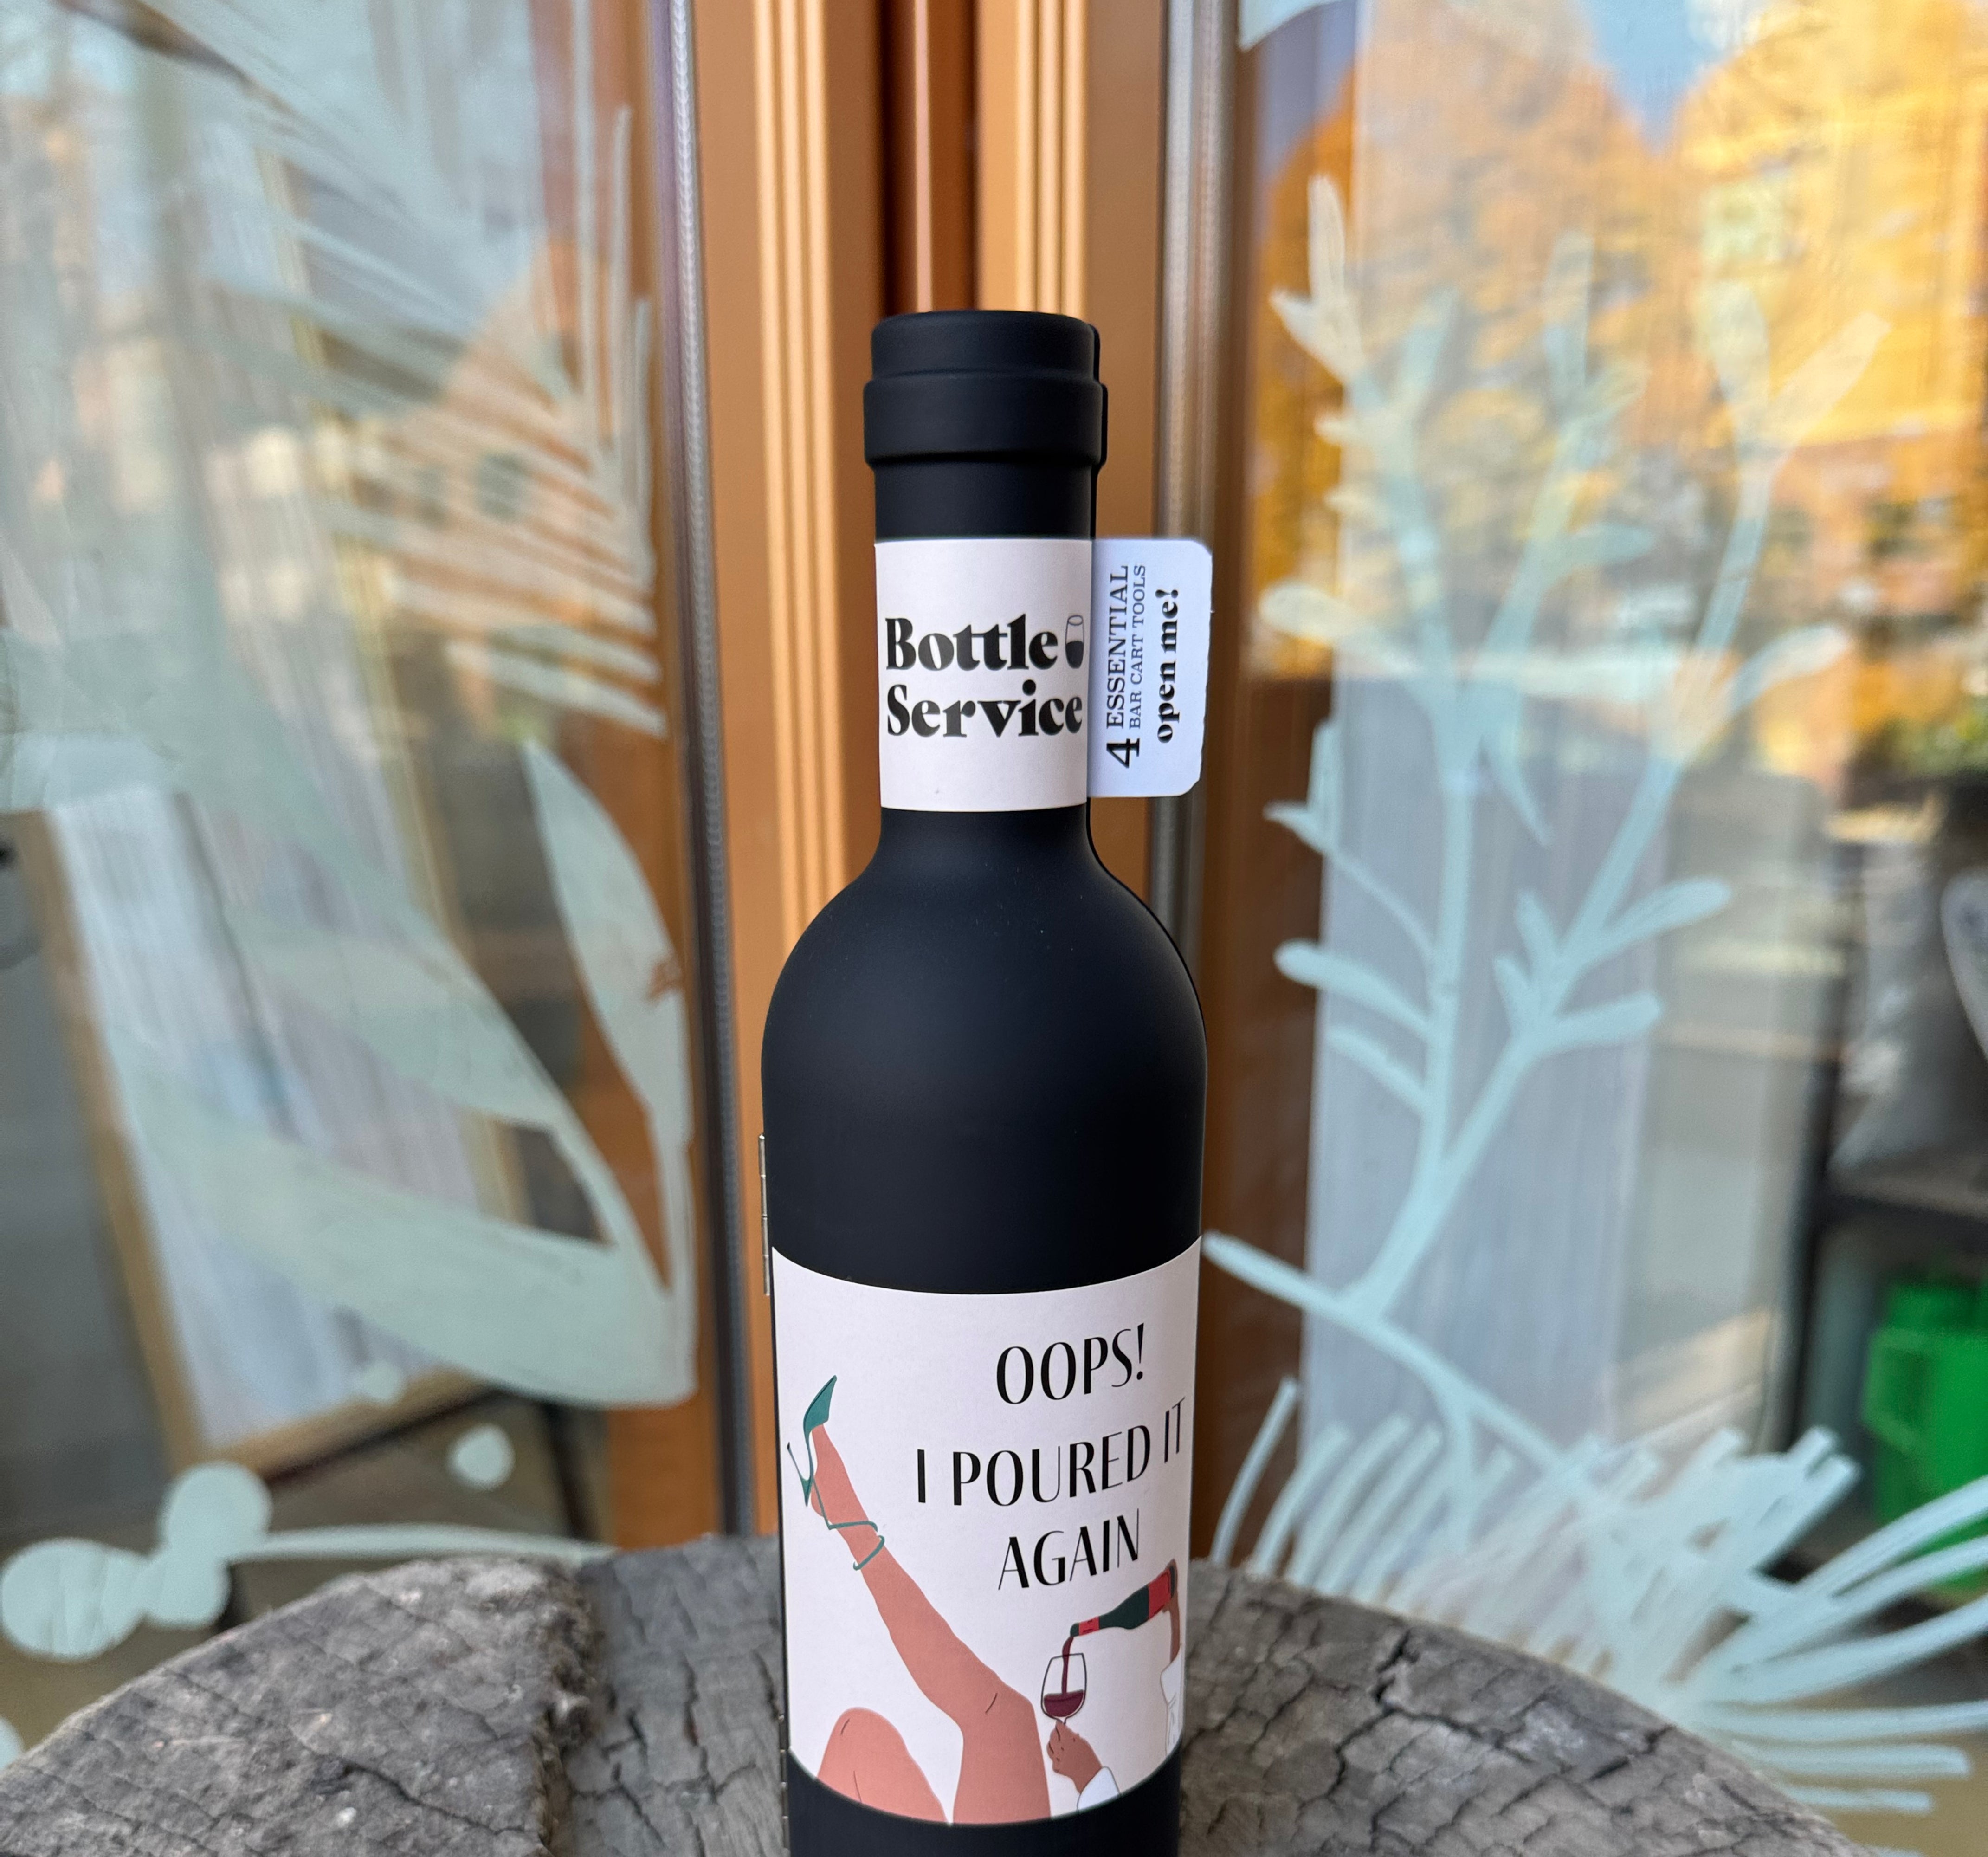 Bottle
Service
4 ESSENTIAL
BAR CART TOOLS
open me!
OOPS!
I POURED IT
AGAIN